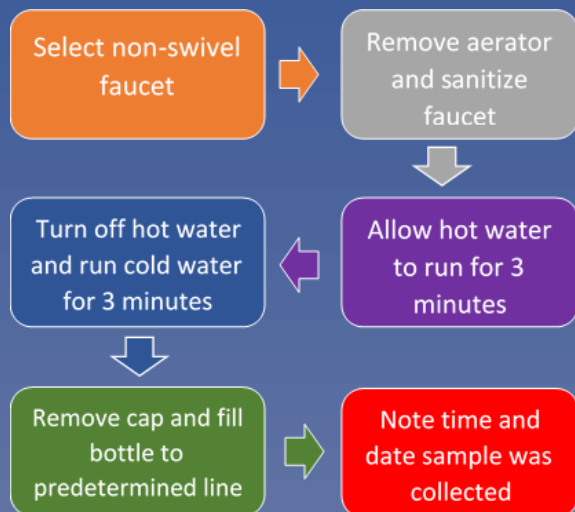 Select non-swivel
faucet
Remove aerator
and sanitize
faucet
Allow hot water
to run for 3
minutes
Turn off hot water
and run cold water
for 3 minutes
Remove cap and fill
bottle to
predetermined line
Note time and
date sample was
collected